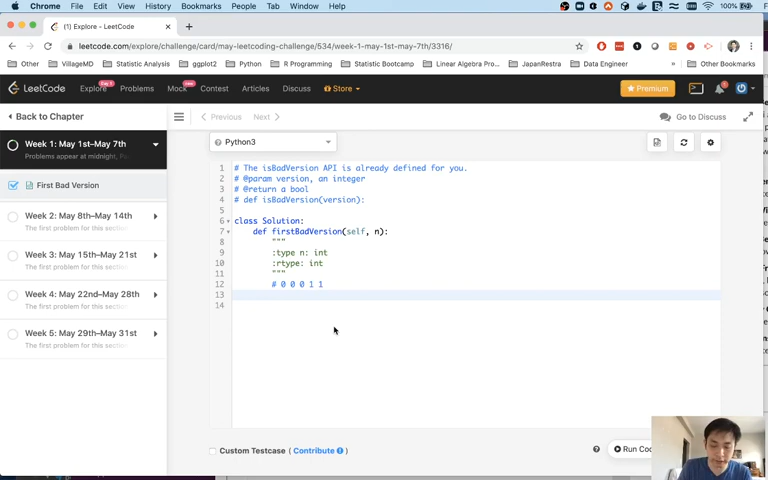 Chrome File Edit View History Bookmarks People Tab Window Help 100%
(1) Explore - LeetCode
leetcode.com/explore/challenge/card/may-leetcoding-challenge/534/week-1-may-1st-may-7th/3316/
Other VillageMD Statistic Analysis ggplot2 Python R Programming Statistic Bootcamp Linear Algebra Pro... JapanRestra Data Engineer » Other Bookmarks
LeetCode Explore Day 1 Problems Mock new Contest Articles Discuss Store Premium 1
Back to Chapter Previous Next Go to Discuss
Week 1: May 1st–May 7th
Problems appear at midnight,
First Bad Version
Week 2: May 8th–May 14th
The first problem for this section
Week 3: May 15th–May 21st
The first problem for this section
Week 4: May 22nd–May 28th
The first problem for this section
Week 5: May 29th–May 31st
The first problem for this section
Python3
1 # The isBadVersion API is already defined for you.
2 # @param version, an integer
3 # @return a bool
4 # def isBadVersion(version):
5
6 class Solution:
7 def firstBadVersion(self, n):
8 """
9 :type n: int
10 :rtype: int
11 """
12 # 0 0 0 1 1
13
14
Custom Testcase ( Contribute ) Run Co